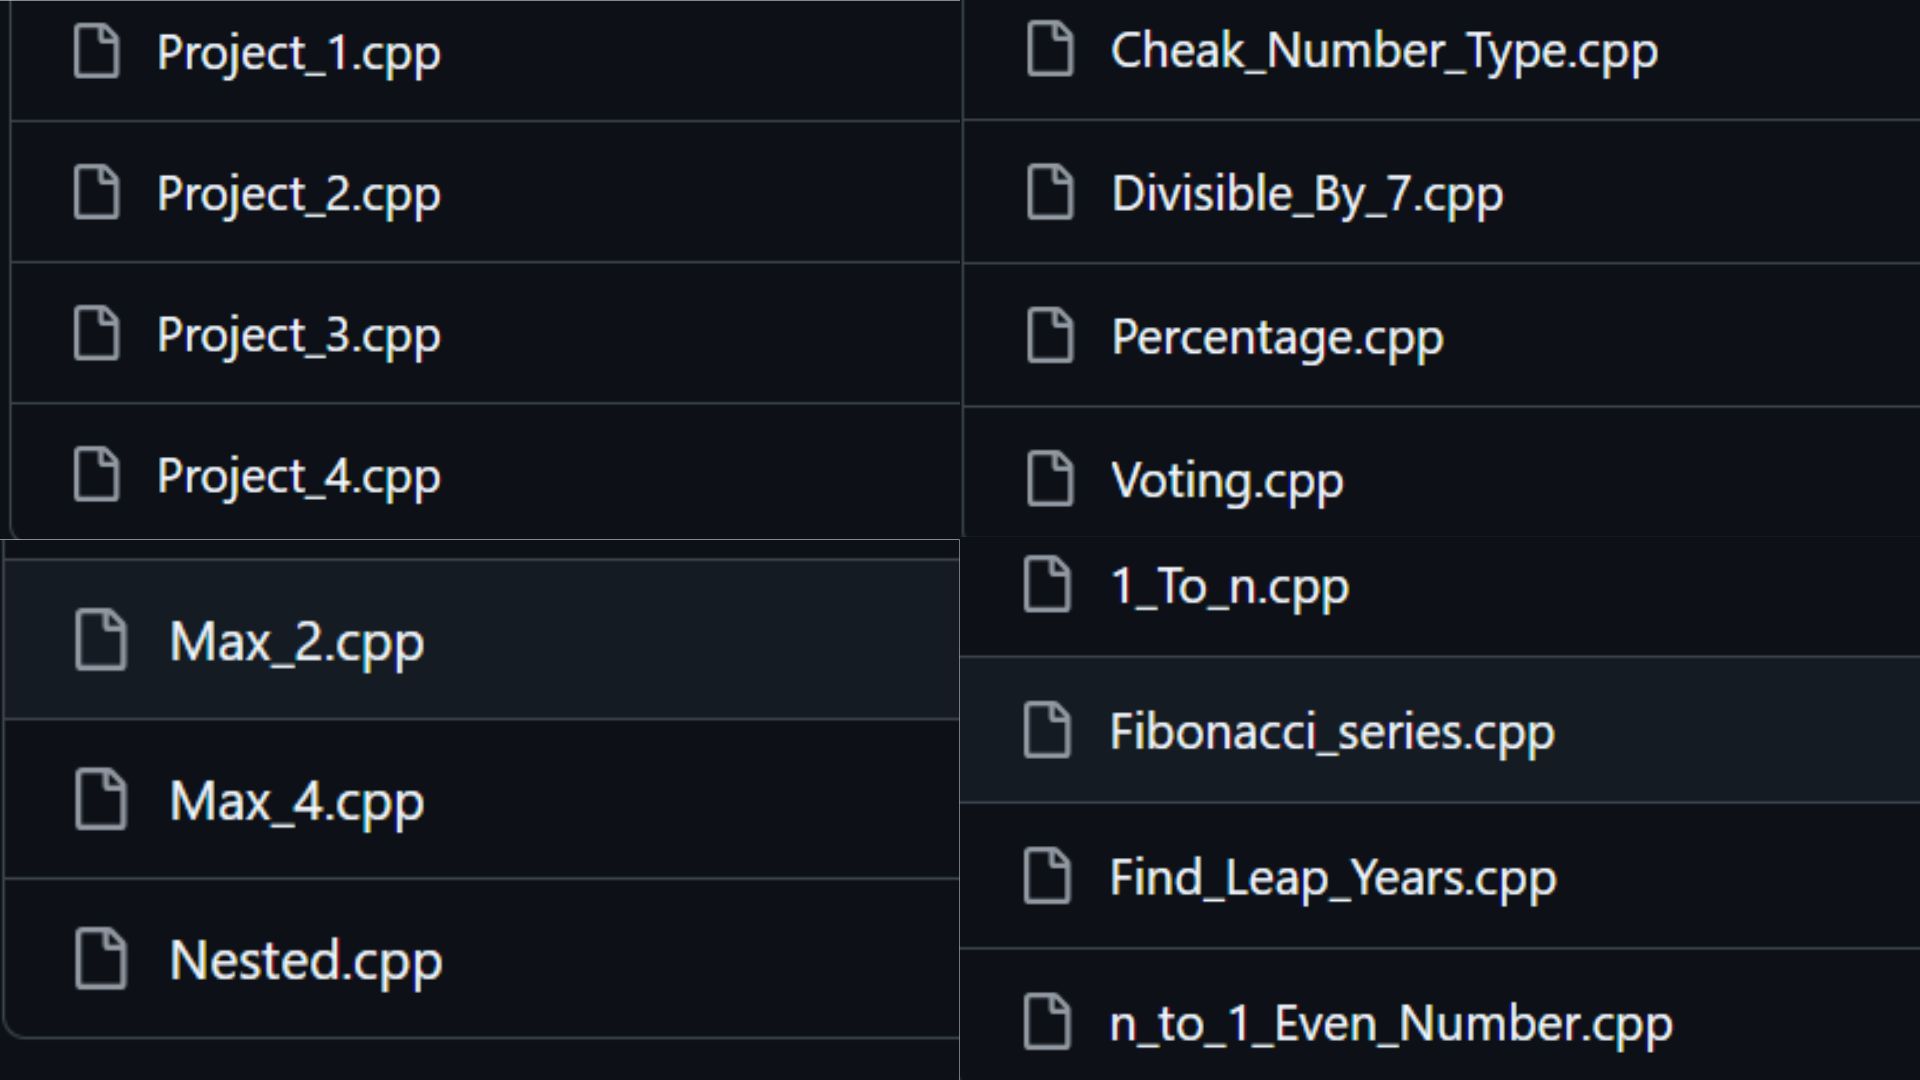 Project_1.cpp
Project_2.cpp
Project_3.cpp
Project_4.cpp
Cheak_Number_Type.cpp
Divisible_By_7.cpp
Percentage.cpp
Voting.cpp
Max_2.cpp
Max_4.cpp
Nested.cpp
1_To_n.cpp
Fibonacci_series.cpp
Find_Leap_Years.cpp
n_to_1_Even_Number.cpp